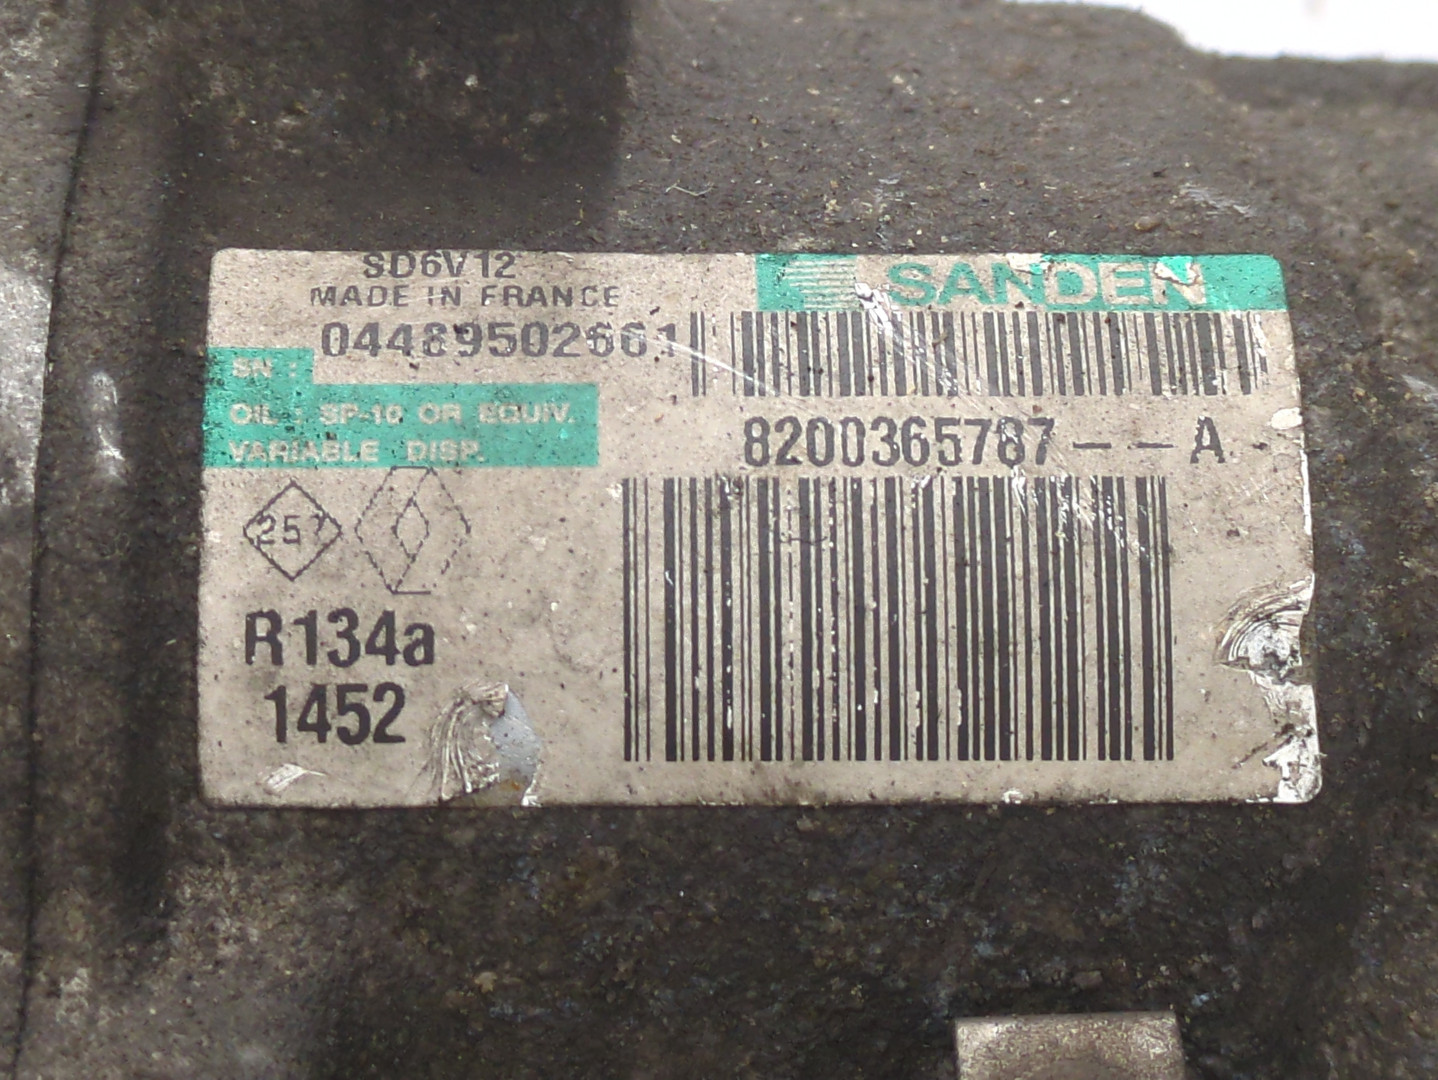 SD6V12
MADE IN FRANCE
SANDEN
SN : 04489502661
OIL : SP-10 OR EQUIV.
VARIABLE DISP.
8200365787--A
257
R134a
1452